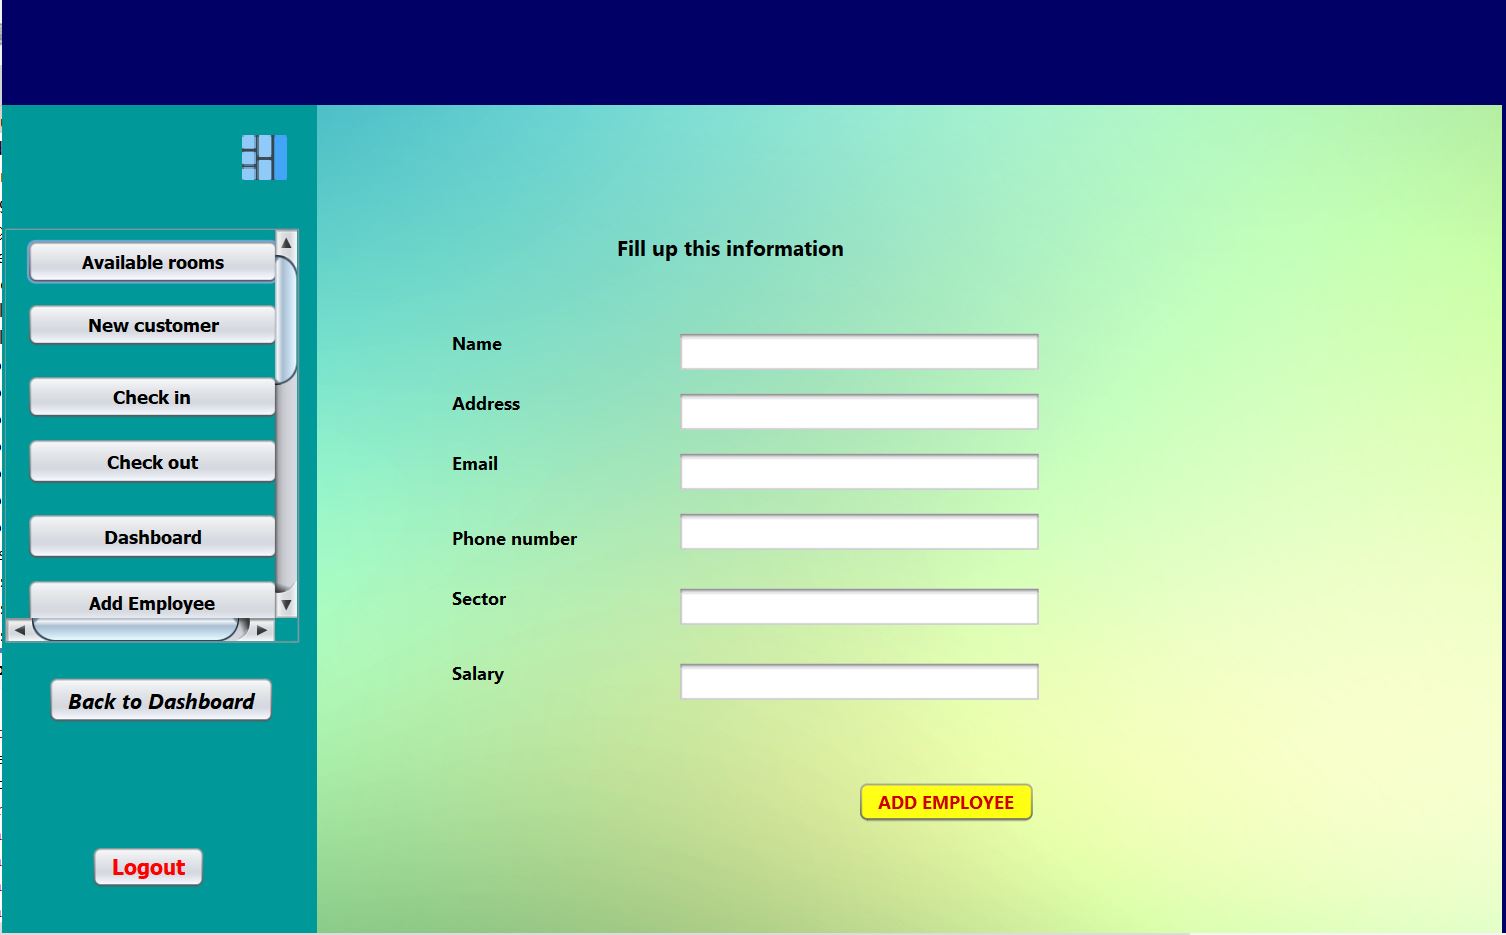 Available rooms
New customer
Check in
Check out
Dashboard
Add Employee
Back to Dashboard
Logout
Fill up this information
Name
Address
Email
Phone number
Sector
Salary
ADD EMPLOYEE